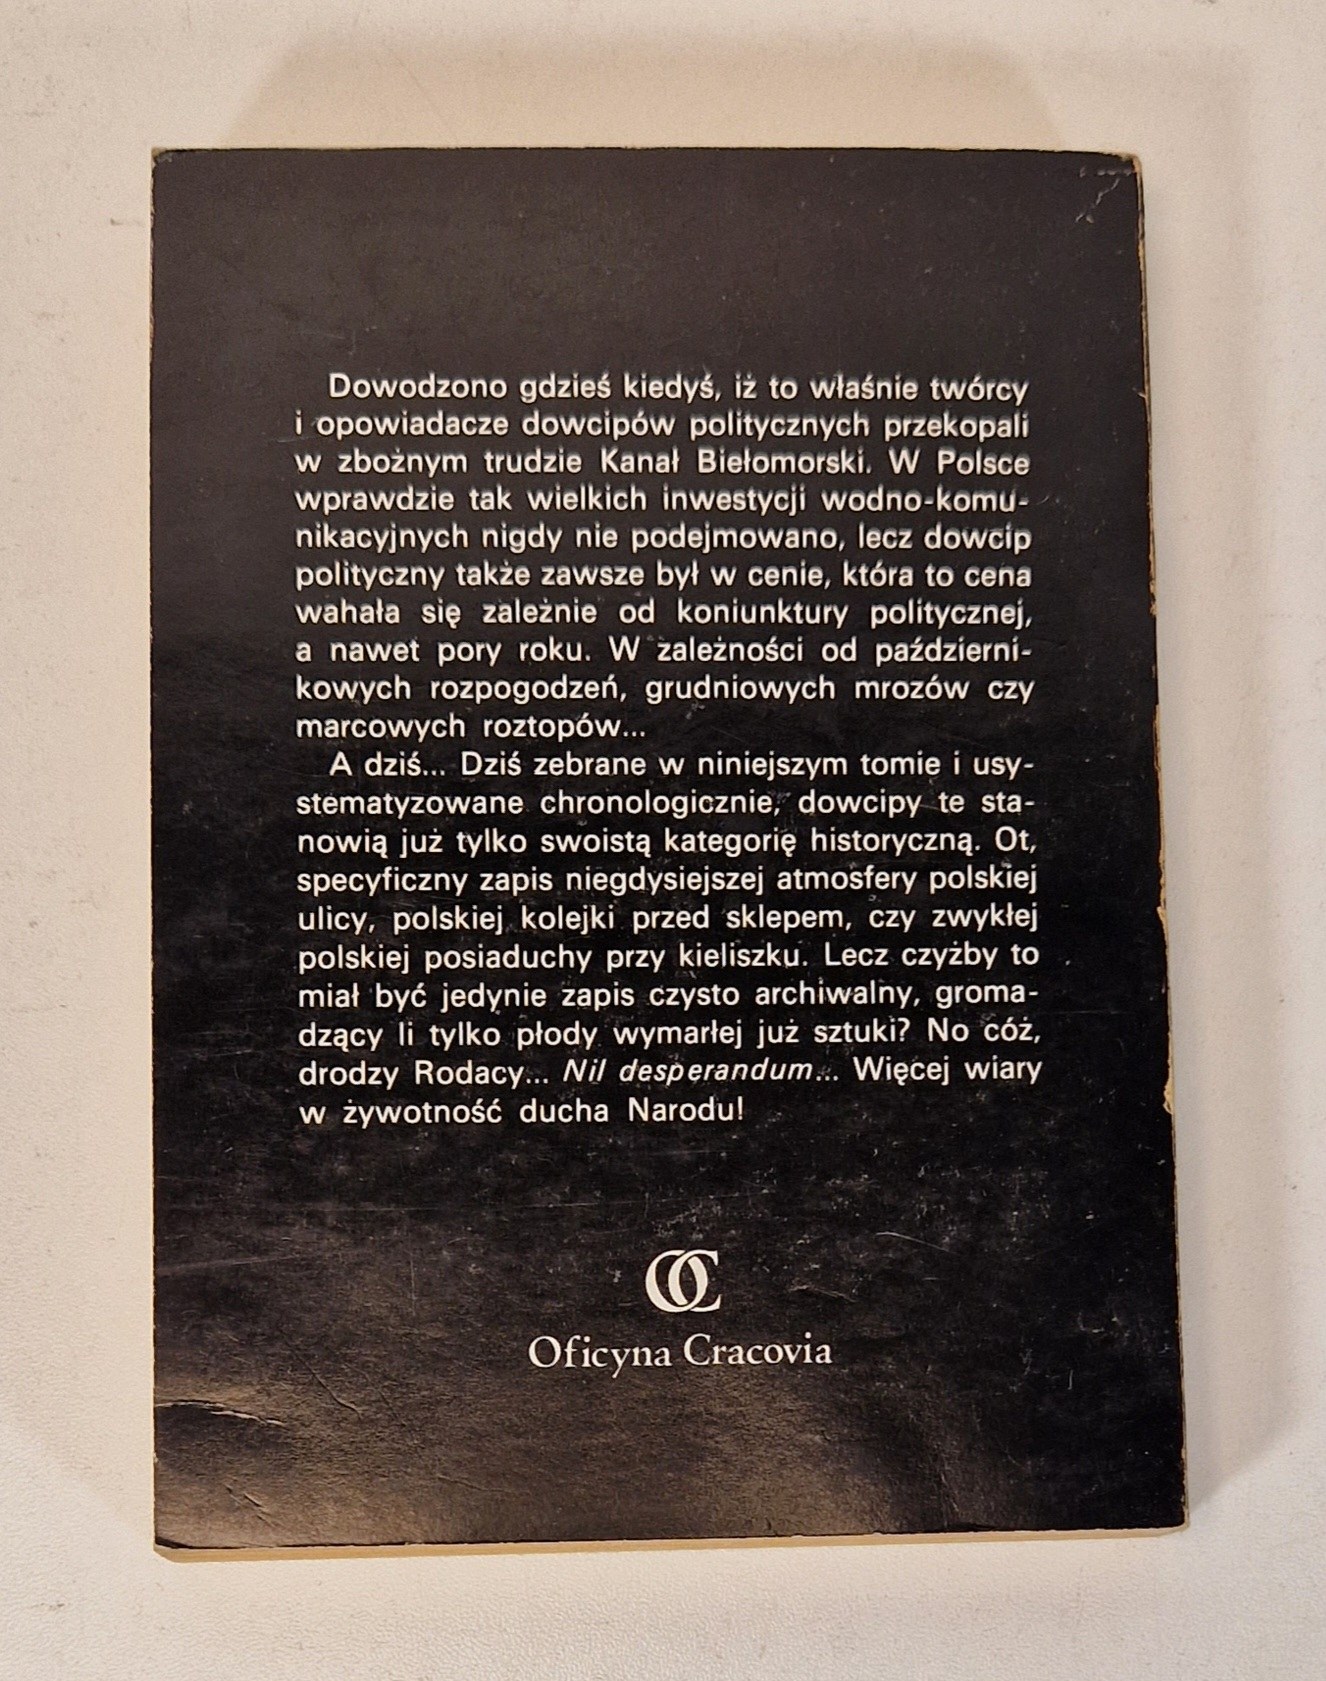 Dowodzono gdzieś kiedyś, iż to właśnie twórcy
i opowiadacze dowcipów politycznych przekopali
w zbożnym trudzie Kanał Biełomorski. W Polsce
wprawdzie tak wielkich inwestycji wodno-komu-
nikacyjnych nigdy nie podejmowano, lecz dowcip
polityczny także zawsze był w cenie, która to cena
wahała się zależnie od koniunktury politycznej,
a nawet pory roku. W zależności od październi-
kowych rozpogodzeń, grudniowych mrozów czy
marcowych roztopów...
A dziś... Dziś zebrane w niniejszym tomie i usy-
stematyzowane chronologicznie, dowcipy te sta-
nowią już tylko swoistą kategorię historyczną. Ot,
specyficzny zapis niegdysiejszej atmosfery polskiej
ulicy, polskiej kolejki przed sklepem, czy zwykłej
polskiej posiaduchy przy kieliszku. Lecz czyżby to
miał być jedynie zapis czysto archiwalny, groma-
dzący li tylko płody wymarłej już sztuki? No cóż,
drodzy Rodacy... Nil desperandum... Więcej wiary
w żywotność ducha Narodu!
OC
Oficyna Cracovia